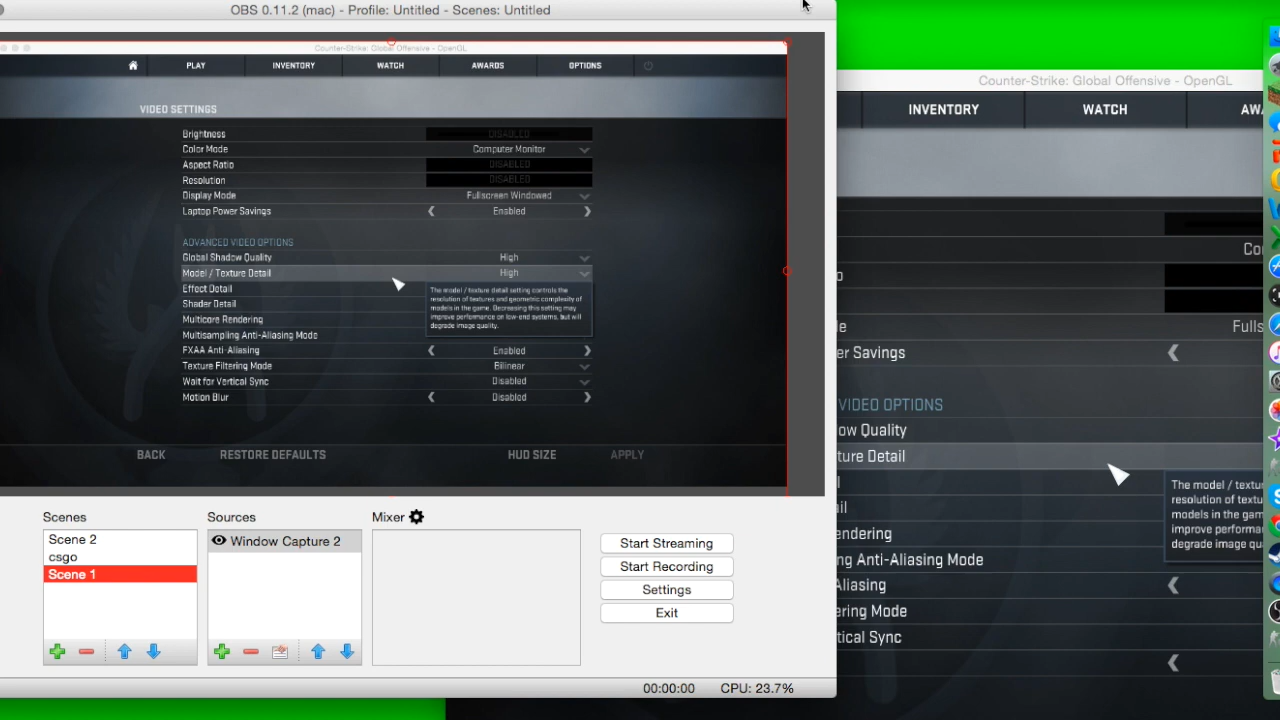 OBS 0.11.2 (mac) - Profile: Untitled - Scenes: Untitled
Counter-Strike: Global Offensive - OpenGL
PLAY INVENTORY WATCH AWARDS OPTIONS
VIDEO SETTINGS
Brightness DISABLED
Color Mode Computer Monitor
Aspect Ratio DISABLED
Resolution DISABLED
Display Mode Fullscreen Windowed
Laptop Power Savings Enabled
ADVANCED VIDEO OPTIONS
Global Shadow Quality High
Model / Texture Detail High
Effect Detail
Shader Detail
Multicore Rendering
Multisampling Anti-Aliasing Mode
The model / texture detail setting controls the
resolution of textures and geometric complexity of
models in the game. Decreasing this setting may
improve performance on low-end systems, but will
degrade image quality.
FXAA Anti-Aliasing Enabled
Texture Filtering Mode Bilinear
Wait for Vertical Sync Disabled
Motion Blur Disabled
BACK RESTORE DEFAULTS HUD SIZE APPLY
Scenes
Scene 2
csgo
Scene 1
Sources
Window Capture 2
Mixer
Start Streaming
Start Recording
Settings
Exit
00:00:00 CPU: 23.7%
Counter-Strike: Global Offensive - OpenGL
INVENTORY WATCH AW
Co
o
le Fulls
er Savings
VIDEO OPTIONS
ow Quality
ture Detail
l
il
endering
ng Anti-Aliasing Mode
Aliasing
ering Mode
tical Sync
The model / textu
resolution of textu
models in the gam
improve performa
degrade image qu